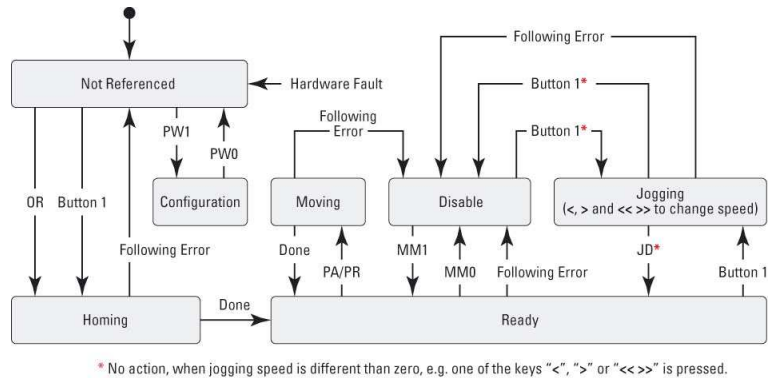 Following Error
Not Referenced
Hardware Fault
Button 1*
Following
Error
Button 1*
PW1
PW0
OR
Button 1
Configuration
Moving
Disable
Jogging
(<, > and << >> to change speed)
Following Error
Done
PA/PR
MM1
MM0
Following Error
JD*
Button 1
Homing
Done
Ready
* No action, when jogging speed is different than zero, e.g. one of the keys “<”, “>” or “<< >>” is pressed.